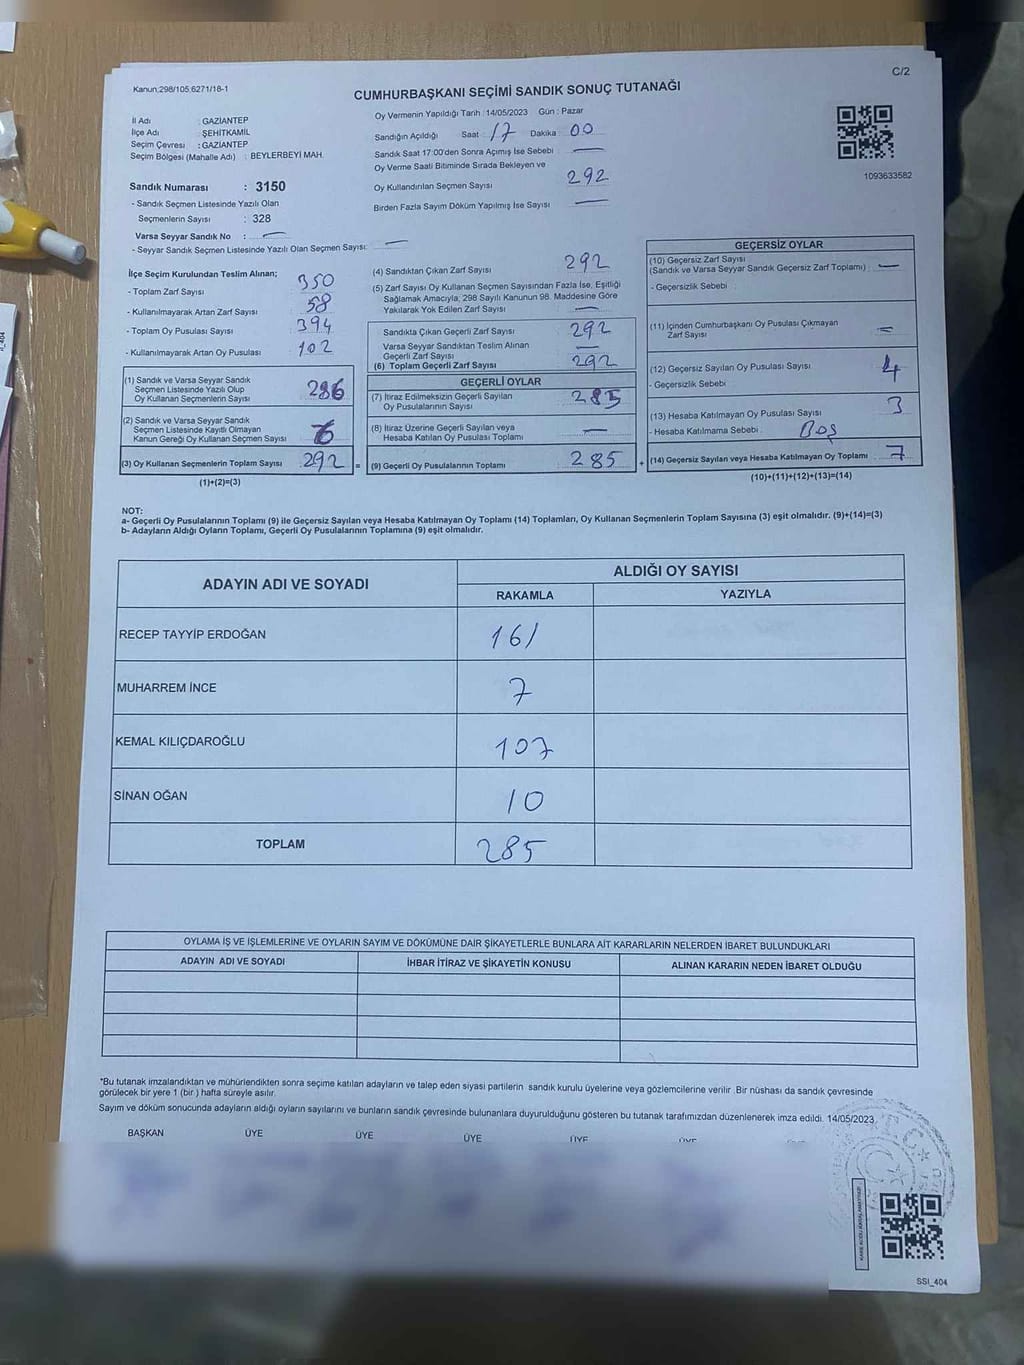 C/2
Kanun.298/105,6271/18-1
CUMHURBAŞKANI SEÇİMİ SANDIK SONUÇ TUTANAĞI
İl Adı : GAZİANTEP
İlçe Adı : ŞEHİTKAMİL
Seçim Çevresi : GAZİANTEP
Seçim Bölgesi (Mahalle Adı) : BEYLERBEYİ MAH.
Sandık Numarası : 3150
- Sandık Seçmen Listesinde Yazılı Olan
Seçmenlerin Sayısı : 328
Varsa Seyyar Sandık No : —
- Seyyar Sandık Seçmen Listesinde Yazılı Olan Seçmen Sayısı: —
Oy Vermenin Yapıldığı Tarih : 14/05/2023 Gün : Pazar
Sandığın Açıldığı Saat : 17 Dakika : 00
Sandık Saat 17:00'den Sonra Açımış İse Sebebi : —
Oy Verme Saati Bitiminde Sırada Bekleyen ve
Oy Kullandırılan Seçmen Sayısı 292
Birden Fazla Sayım Döküm Yapılmış İse Sayısı —
1093633582
İlçe Seçim Kurulundan Teslim Alınan;
- Toplam Zarf Sayısı 350
- Kullanılmayarak Artan Zarf Sayısı 58
- Toplam Oy Pusulası Sayısı 394
- Kullanılmayarak Artan Oy Pusulası 102
(1) Sandık ve Varsa Seyyar Sandık
Seçmen Listesinde Yazılı Olup
Oy Kullanan Seçmenlerin Sayısı 286
(2) Sandık ve Varsa Seyyar Sandık
Seçmen Listesinde Kayıtlı Olmayan
Kanun Gereği Oy Kullanan Seçmen Sayısı 6
(3) Oy Kullanan Seçmenlerin Toplam Sayısı 292 =
(1)+(2)=(3)
(4) Sandıktan Çıkan Zarf Sayısı 292
(5) Zarf Sayısı Oy Kullanan Seçmen Sayısından Fazla İse, Eşitliği
Sağlamak Amacıyla, 298 Sayılı Kanunun 98. Maddesine Göre
Yakılarak Yok Edilen Zarf Sayısı —
Sandıkta Çıkan Geçerli Zarf Sayısı 292
Varsa Seyyar Sandıktan Teslim Alınan
Geçerli Zarf Sayısı —
(6) Toplam Geçerli Zarf Sayısı 292
GEÇERLİ OYLAR
(7) İtiraz Edilmeksizin Geçerli Sayılan
Oy Pusulalarının Sayısı 285
(8) İtiraz Üzerine Geçerli Sayılan veya
Hesaba Katılan Oy Pusulası Toplamı —
(9) Geçerli Oy Pusulalarının Toplamı 285 +
GEÇERSİZ OYLAR
(10) Geçersiz Zarf Sayısı
(Sandık ve Varsa Seyyar Sandık Geçersiz Zarf Toplamı) —
- Geçersizlik Sebebi :
(11) İçinden Cumhurbaşkanı Oy Pusulası Çıkmayan
Zarf Sayısı —
(12) Geçersiz Sayılan Oy Pusulası Sayısı 4
- Geçersizlik Sebebi :
(13) Hesaba Katılmayan Oy Pusulası Sayısı 3
- Hesaba Katılmama Sebebi : Boş
(14) Geçersiz Sayılan veya Hesaba Katılmayan Oy Toplamı 7
(10)+(11)+(12)+(13)=(14)
NOT:
a- Geçerli Oy Pusulalarının Toplamı (9) ile Geçersiz Sayılan veya Hesaba Katılmayan Oy Toplamı (14) Toplamları, Oy Kullanan Seçmenlerin Toplam Sayısına (3) eşit olmalıdır. (9)+(14)=(3)
b- Adayların Aldığı Oyların Toplamı, Geçerli Oy Pusulalarının Toplamına (9) eşit olmalıdır.
ADAYIN ADI VE SOYADI
ALDIĞI OY SAYISI
RAKAMLA YAZIYLA
RECEP TAYYİP ERDOĞAN 161
MUHARREM İNCE 7
KEMAL KILIÇDAROĞLU 107
SİNAN OĞAN 10
TOPLAM 285
OYLAMA İŞ VE İŞLEMLERİNE VE OYLARIN SAYIM VE DÖKÜMÜNE DAİR ŞİKAYETLERLE BUNLARA AİT KARARLARIN NELERDEN İBARET BULUNDUKLARI
ADAYIN ADI VE SOYADI İHBAR İTİRAZ VE ŞİKAYETİN KONUSU ALINAN KARARIN NEDEN İBARET OLDUĞU
*Bu tutanak imzalandıktan ve mühürlendikten sonra seçime katılan adayların ve talep eden siyasi partilerin sandık kurulu üyelerine veya gözlemcilerine verilir .Bir nüshası da sandık çevresinde
görülecek bir yere 1 (bir ) hafta süreyle asılır.
Sayım ve döküm sonucunda adayların aldığı oyların sayılarını ve bunların sandık çevresinde bulunanlara duyurulduğunu gösteren bu tutanak tarafımızdan düzenlenerek imza edildi. 14/05/2023
BAŞKAN ÜYE ÜYE ÜYE ÜYE ÜYE
SSI_404